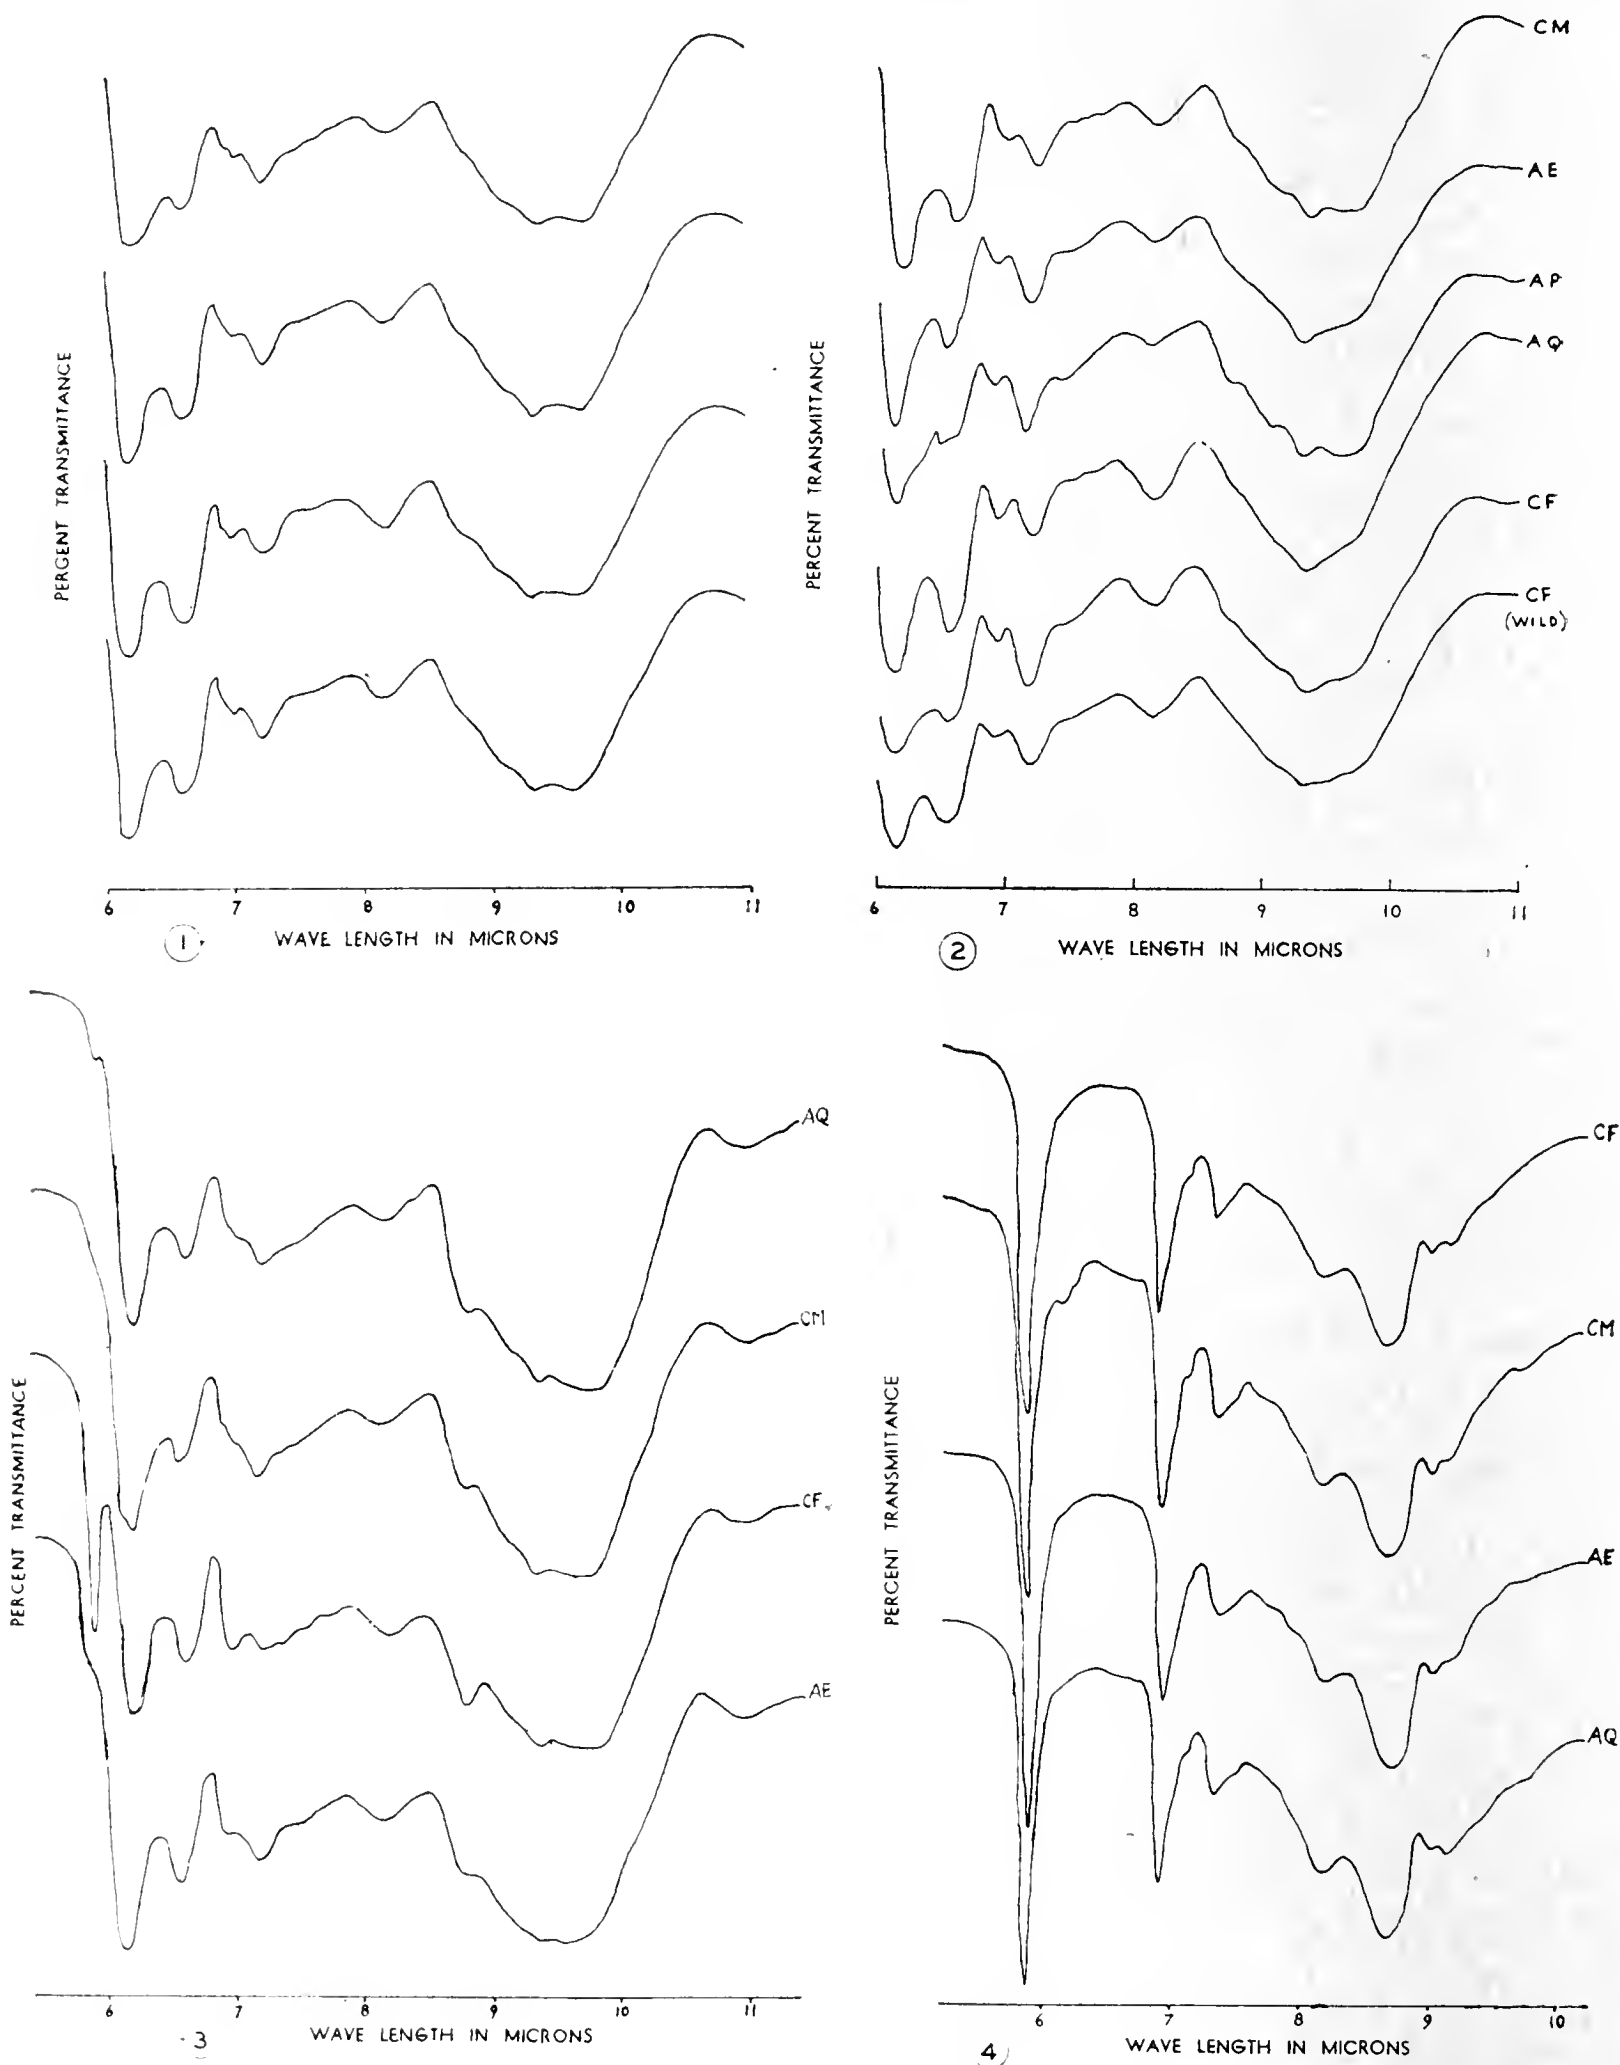 PERGENT TRANSMITTANCE
6 7 8 9 10 11
1
WAVE LENGTH IN MICRONS
CM
AE
AP
AQ
CF
CF
(WILD)
PERCENT TRANSMITTANCE
6 7 8 9 10 11
2
WAVE LENGTH IN MICRONS
AQ
CM
CF
AE
PERCENT TRANSMITTANCE
6 7 8 9 10 11
3
WAVE LENGTH IN MICRONS
CF
CM
AE
AQ
PERCENT TRANSMITTANCE
6 7 8 9 10
4
WAVE LENGTH IN MICRONS